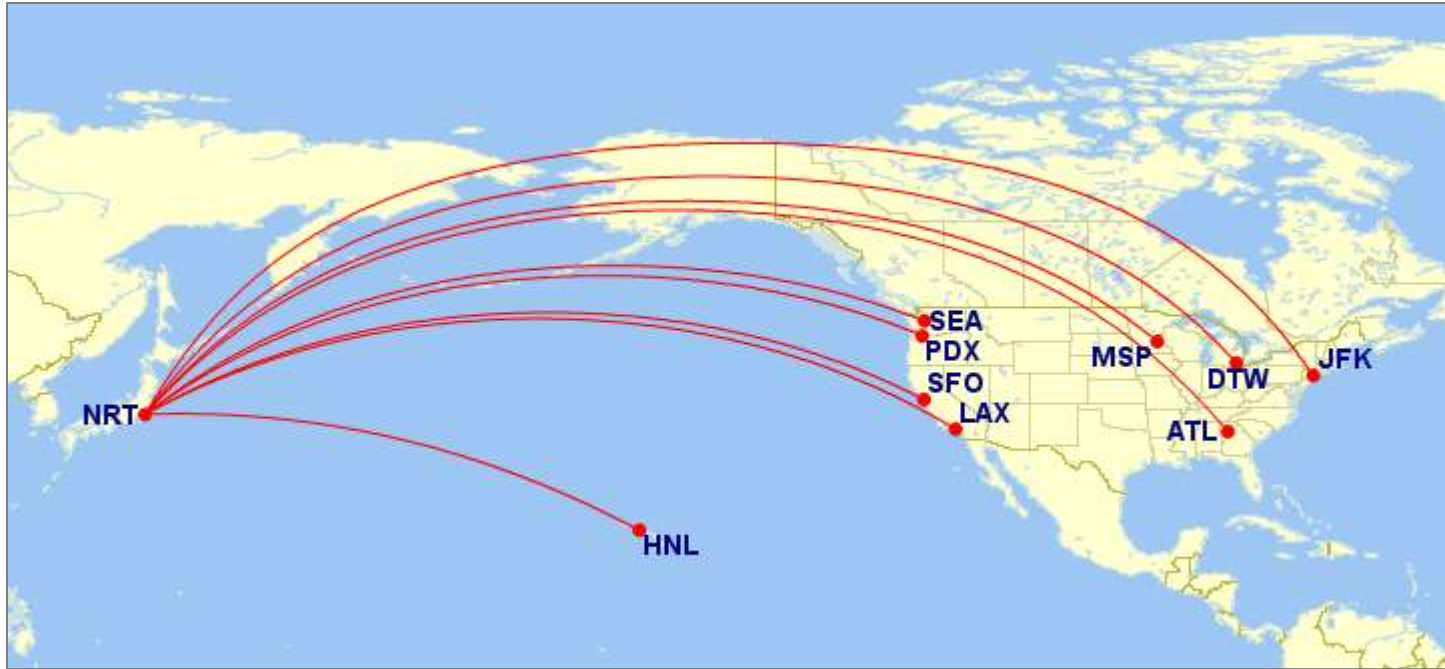 SEA
PDX
MSP
JFK
DTW
SFO
LAX
NRT
ATL
HNL